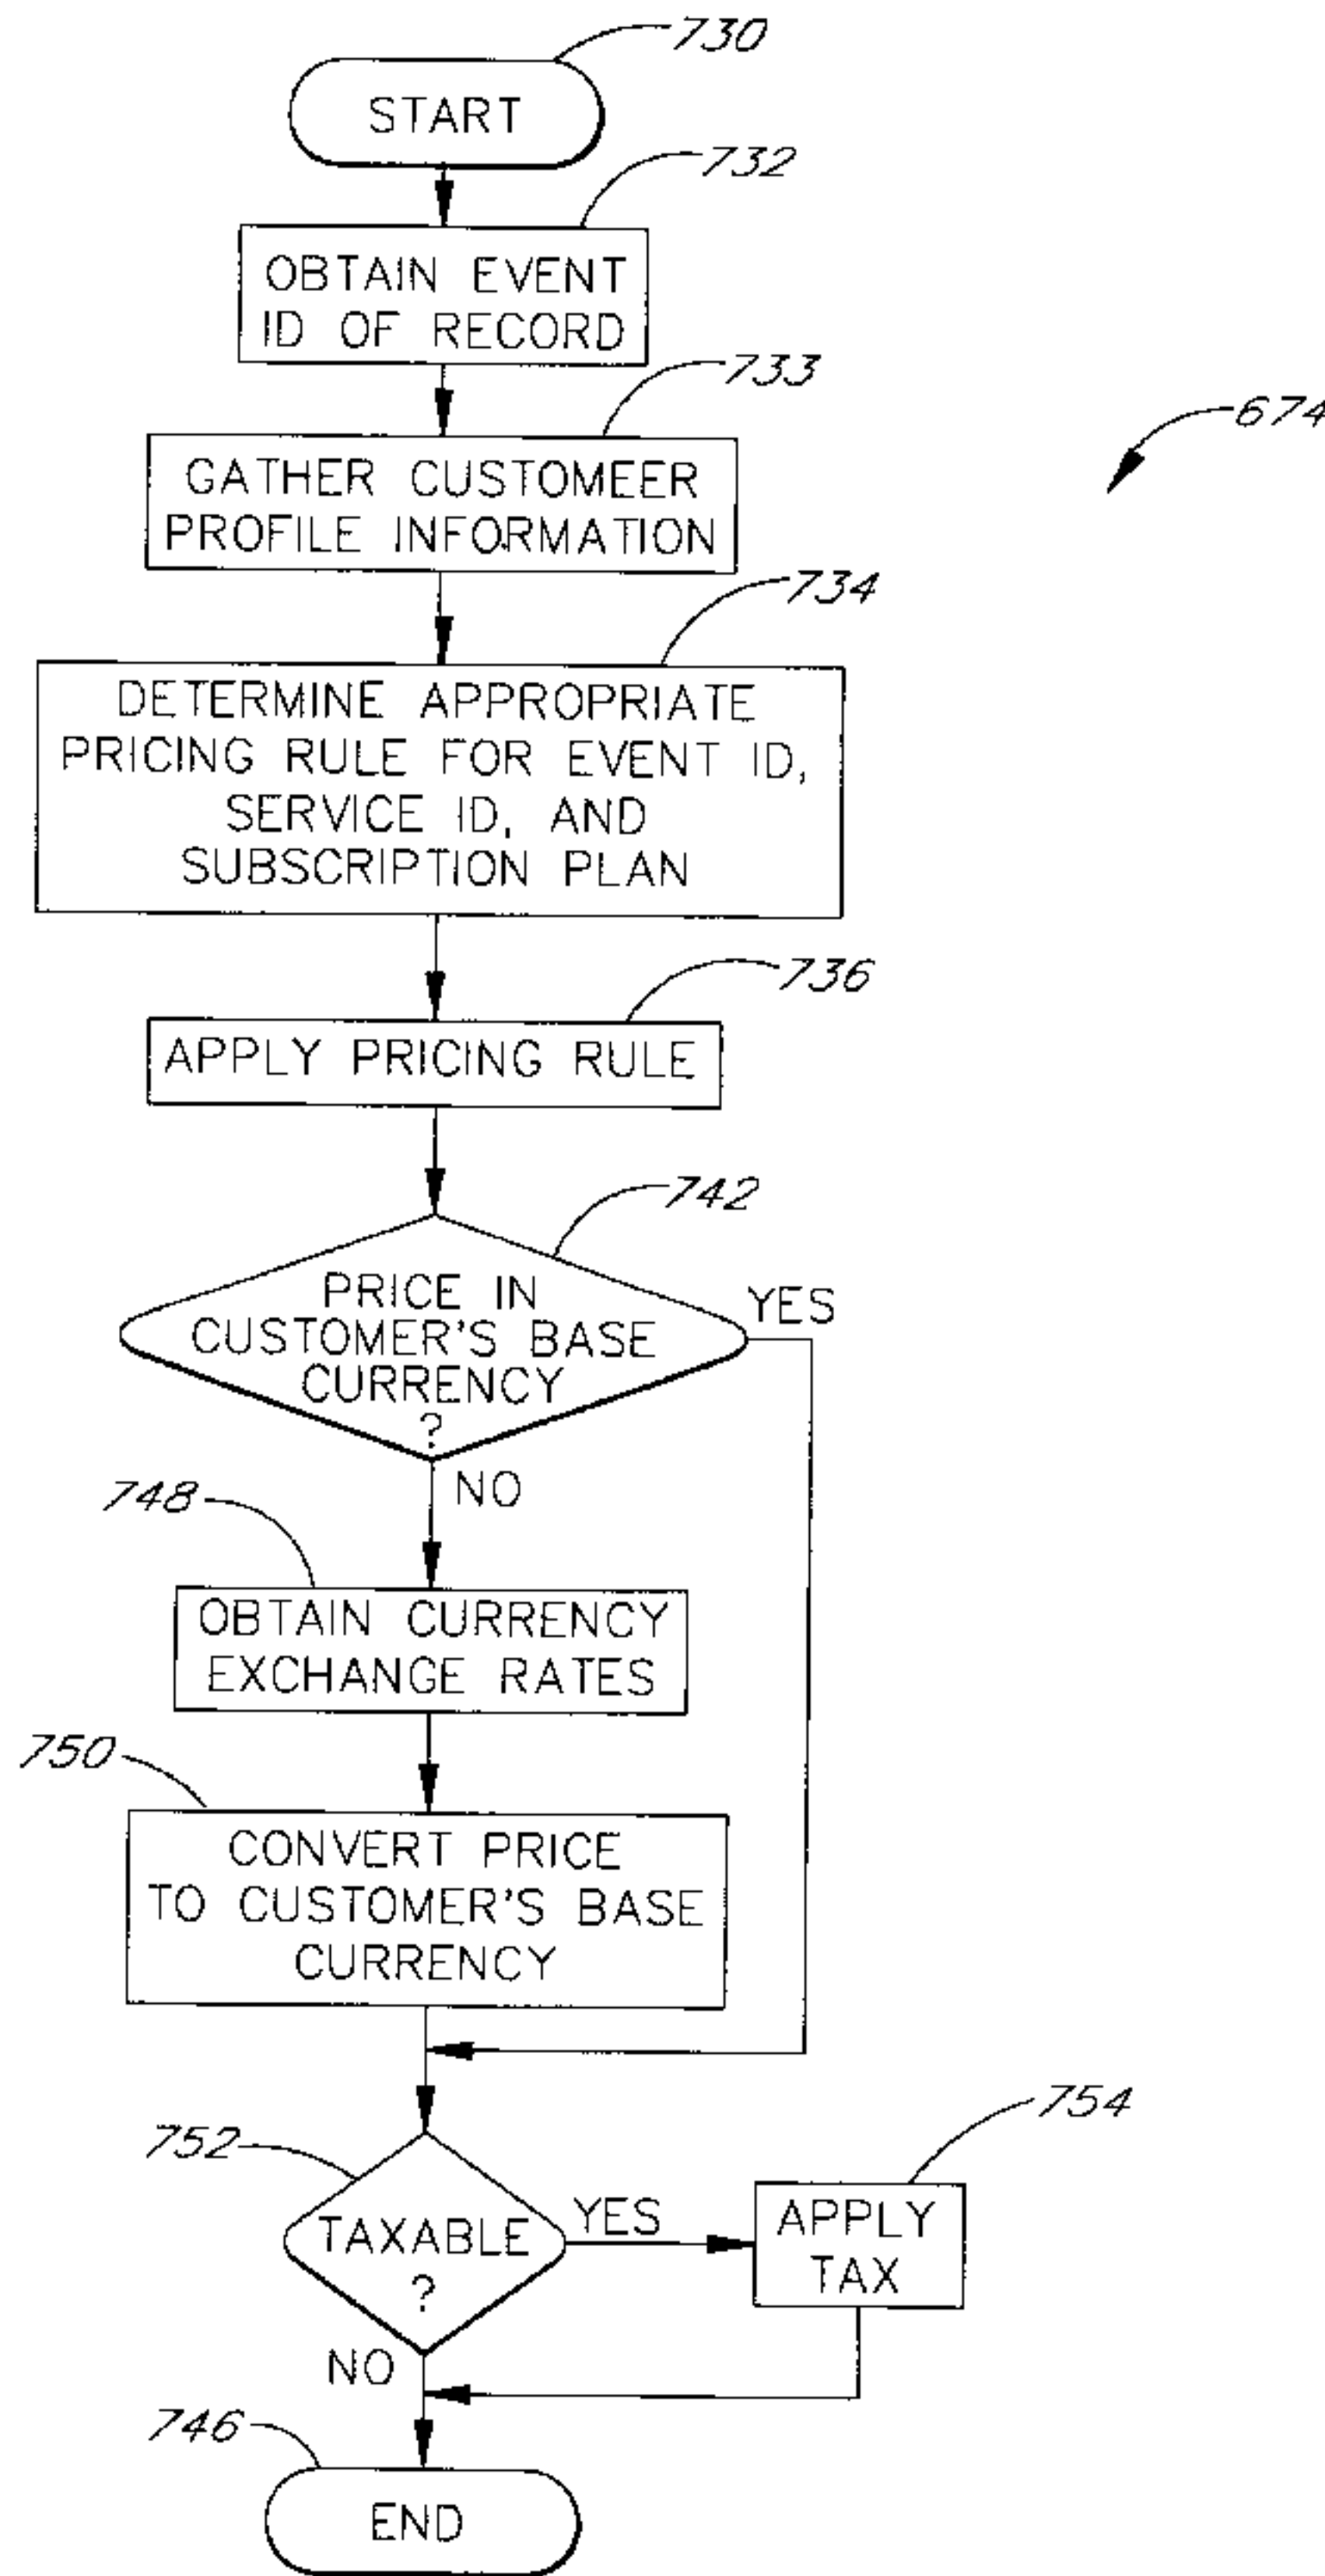 730
START
732
OBTAIN EVENT
ID OF RECORD
733
GATHER CUSTOMEER
PROFILE INFORMATION
674
734
DETERMINE APPROPRIATE
PRICING RULE FOR EVENT ID,
SERVICE ID, AND
SUBSCRIPTION PLAN
736
APPLY PRICING RULE
742
PRICE IN
CUSTOMER'S BASE
CURRENCY
?
YES
NO
748
OBTAIN CURRENCY
EXCHANGE RATES
750
CONVERT PRICE
TO CUSTOMER'S BASE
CURRENCY
752
TAXABLE
?
YES
754
APPLY
TAX
NO
746
END